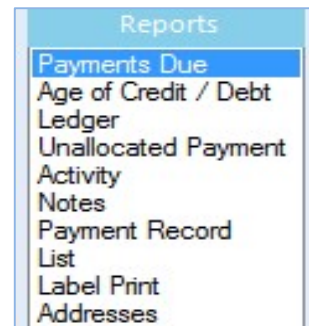 Reports
Payments Due
Age of Credit / Debt
Ledger
Unallocated Payment
Activity
Notes
Payment Record
List
Label Print
Addresses